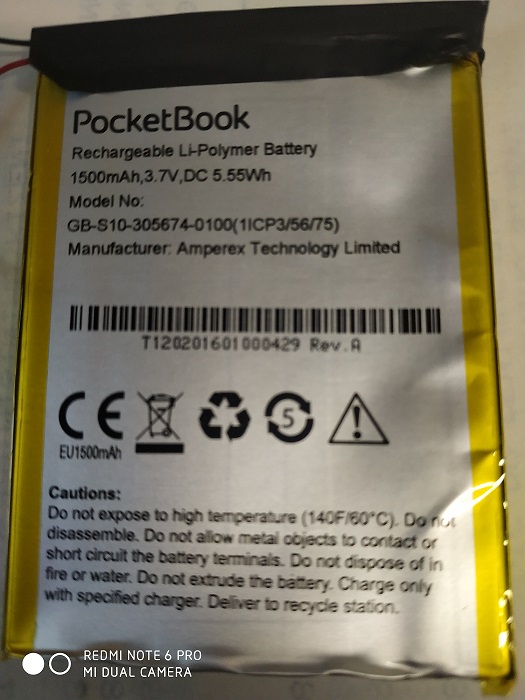 PocketBook
Rechargeable Li-Polymer Battery
1500mAh,3.7V,DC 5.55Wh
Model No:
GB-S10-305674-0100(1ICP3/56/75)
Manufacturer: Amperex Technology Limited
T120201601000429 Rev.A
CE
5
EU1500mAh
Cautions:
Do not expose to high temperature (140F/60°C). Do not
disassemble. Do not allow metal objects to contact or
short circuit the battery terminals. Do not dispose of in
fire or water. Do not extrude the battery. Charge only
with specified charger. Deliver to recycle station.
REDMI NOTE 6 PRO
MI DUAL CAMERA